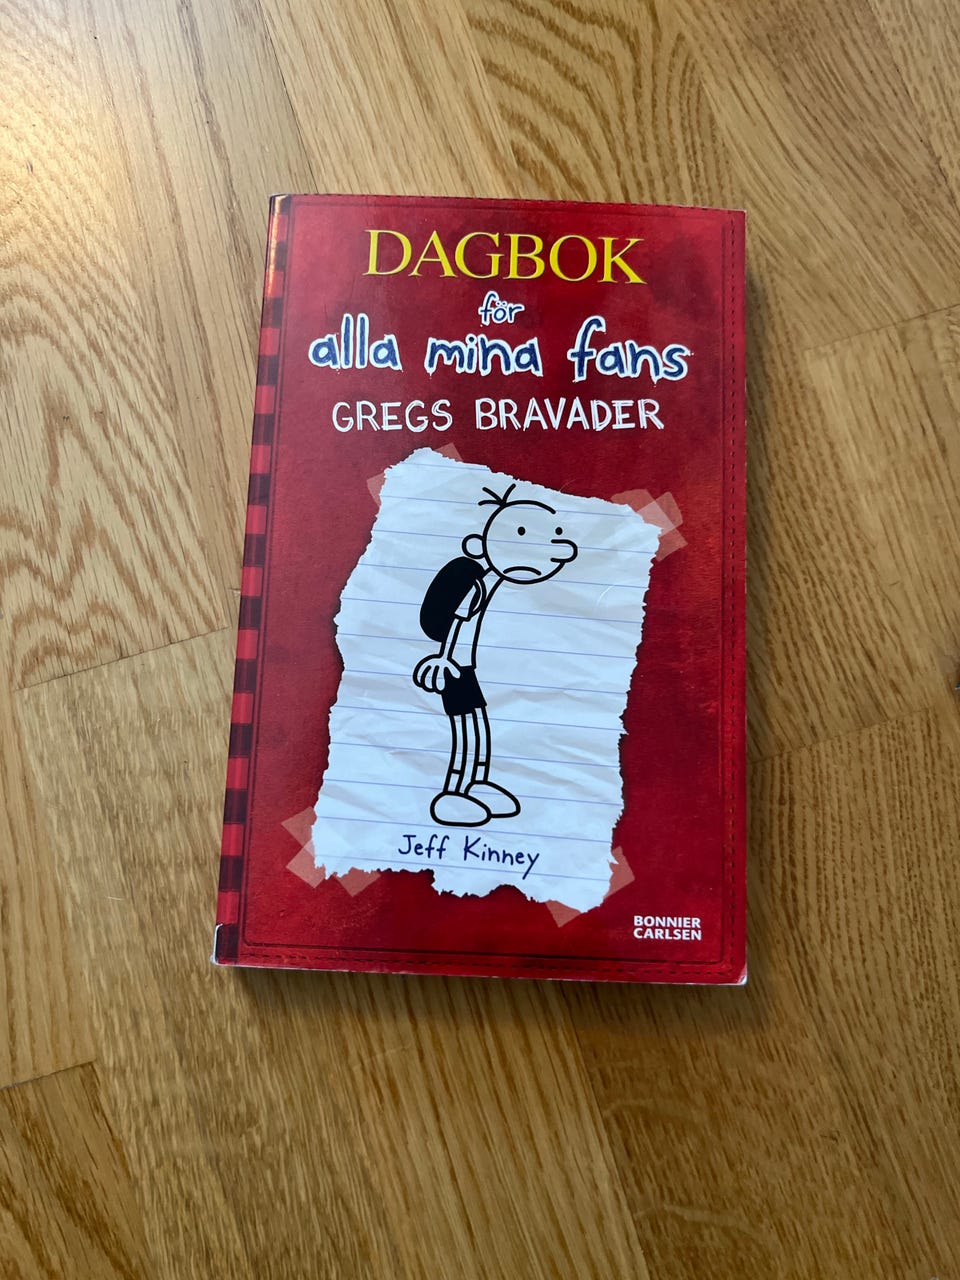 DAGBOK
för
alla mina fans
GREGS BRAVADER
Jeff Kinney
BONNIER
CARLSEN